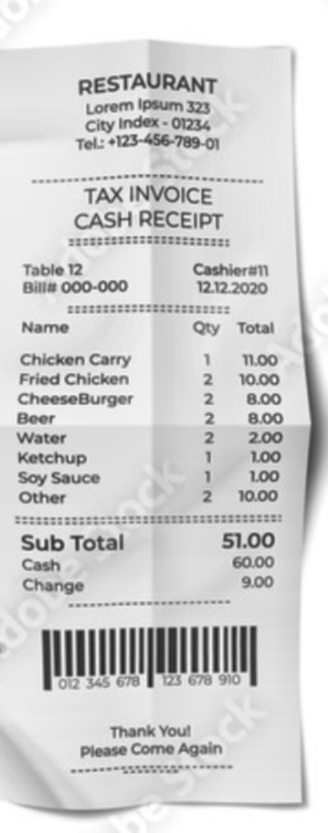 RESTAURANT
Lorem Ipsum 323
City Index - 01234
Tel.: +123-456-789-01
TAX INVOICE
CASH RECEIPT
Table 12 Cashier#11
Bill# 000-000 12.12.2020
Name Qty Total
Chicken Carry 1 11.00
Fried Chicken 2 10.00
CheeseBurger 2 8.00
Beer 2 8.00
Water 2 2.00
Ketchup 1 1.00
Soy Sauce 1 1.00
Other 2 10.00
Sub Total 51.00
Cash 60.00
Change 9.00
012 345 678 123 678 910
Thank You!
Please Come Again